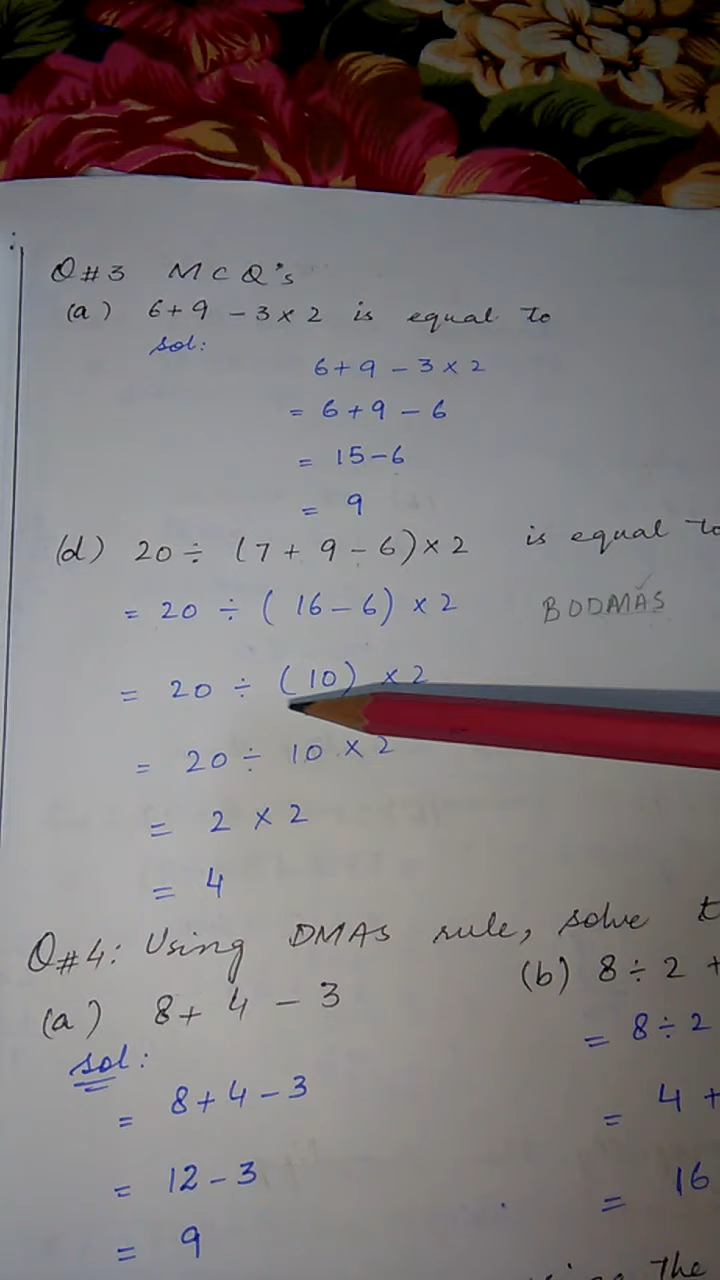 Q#3 MCQ's
(a) 6+9-3×2 is equal to
sol:
6+9-3×2
= 6+9-6
= 15-6
= 9
(d) 20÷(7+9-6)×2 is equal to
= 20÷(16-6)×2 BODMAS
= 20÷(10)×2
= 20÷10×2
= 2×2
= 4
Q#4: Using DMAS rule, solve t
(a) 8+4-3
sol:
= 8+4-3
= 12-3
= 9
(b) 8÷2+
= 8÷2
= 4+
= 16
the